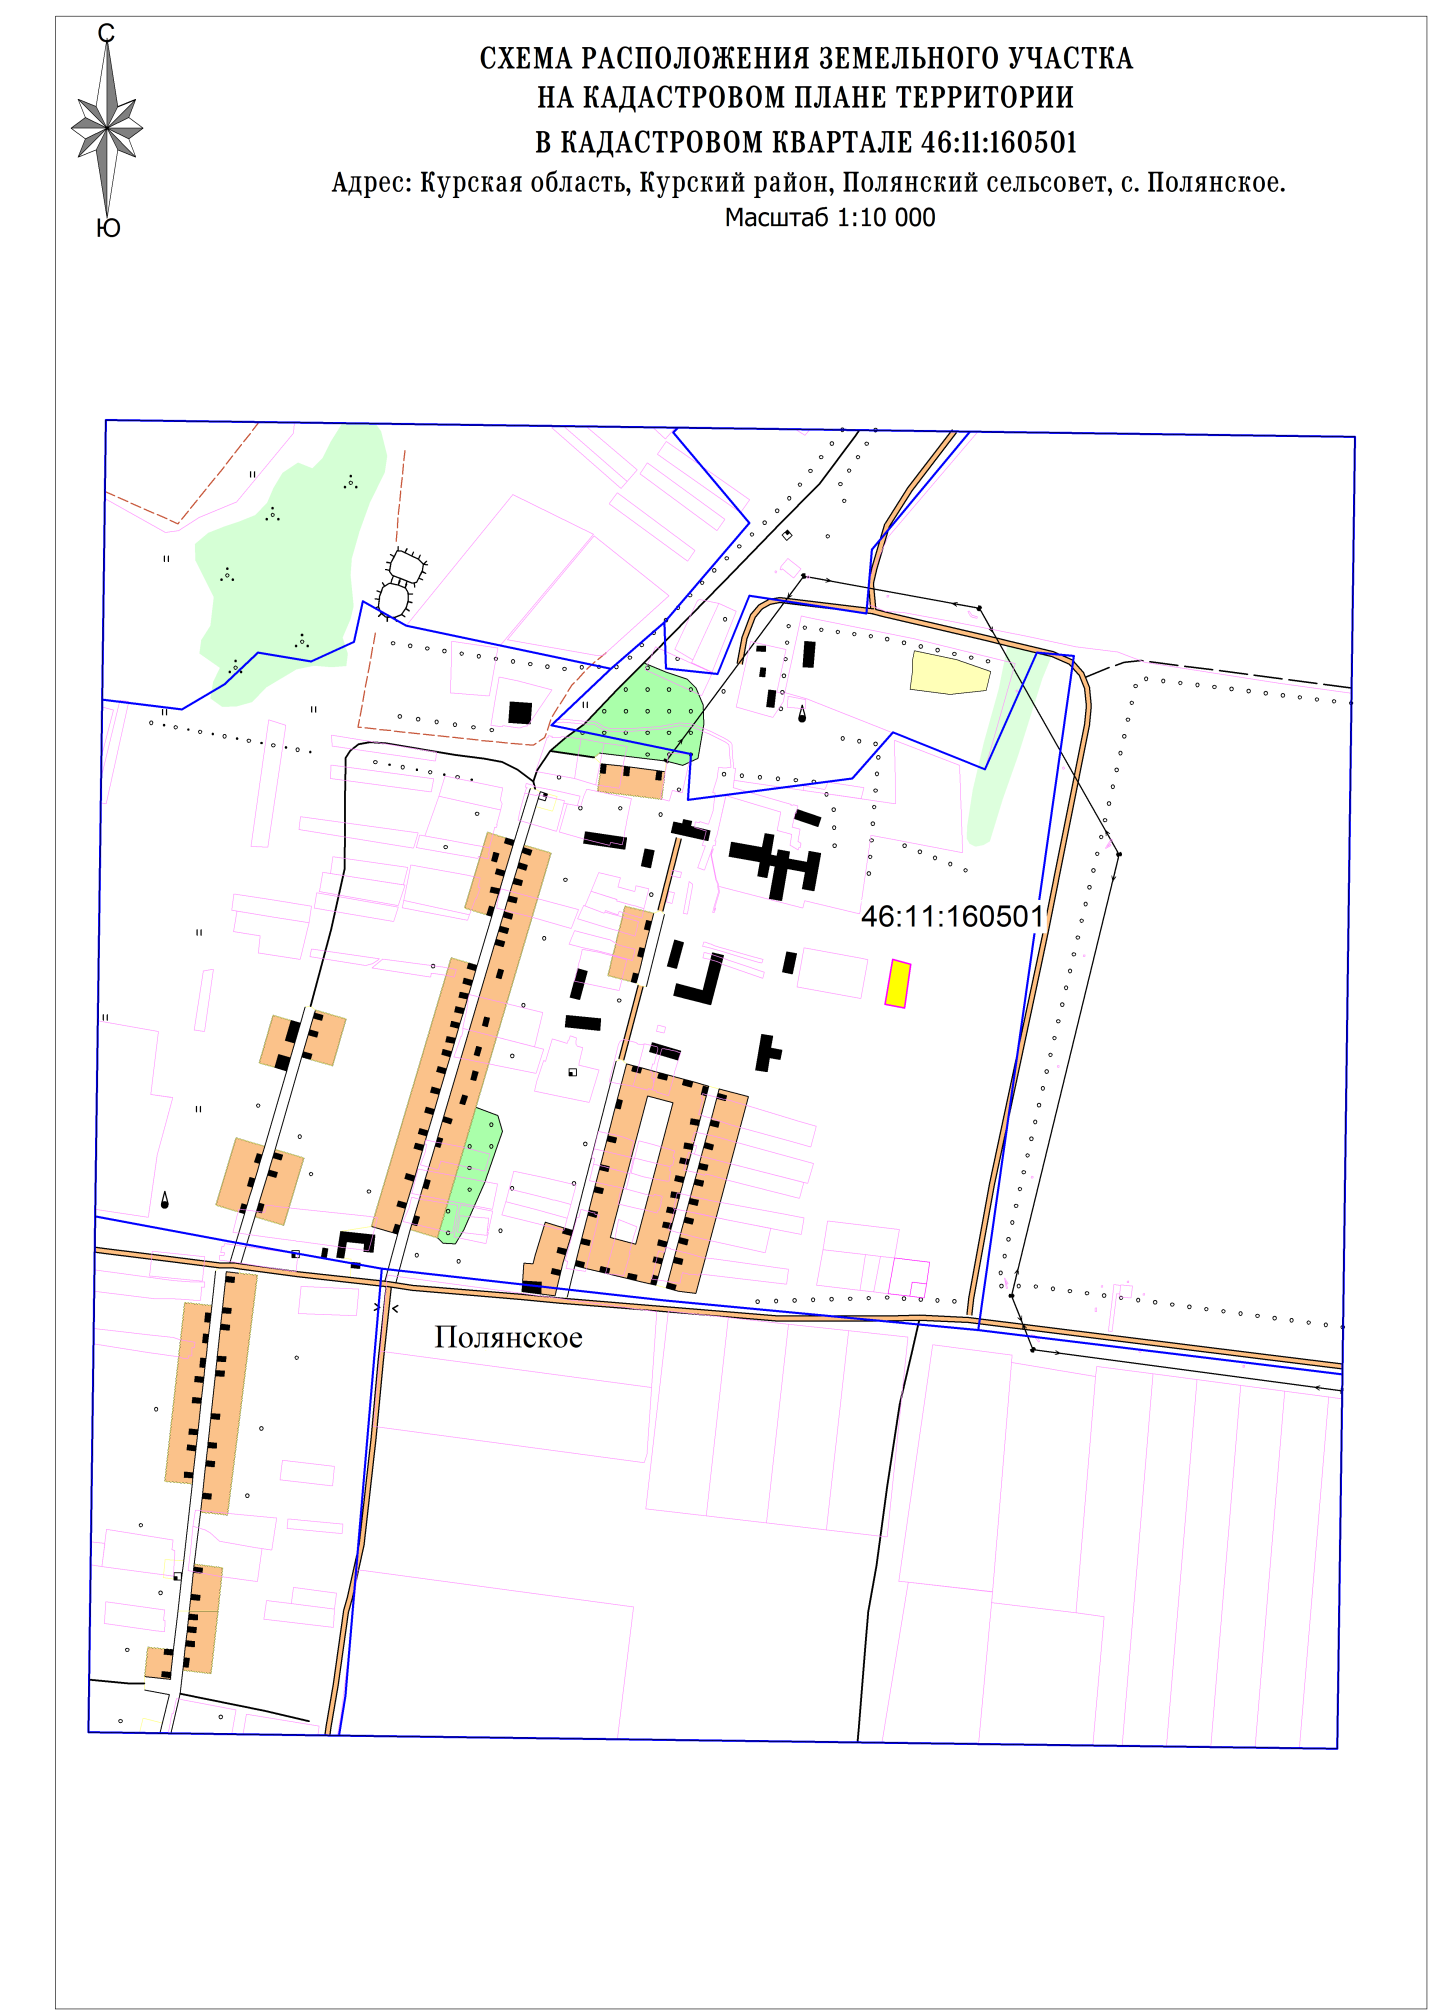 С
Ю
СХЕМА РАСПОЛОЖЕНИЯ ЗЕМЕЛЬНОГО УЧАСТКА
НА КАДАСТРОВОМ ПЛАНЕ ТЕРРИТОРИИ
В КАДАСТРОВОМ КВАРТАЛЕ 46:11:160501
Адрес: Курская область, Курский район, Полянский сельсовет, с. Полянское.
Масштаб 1:10 000
46:11:160501
Полянское